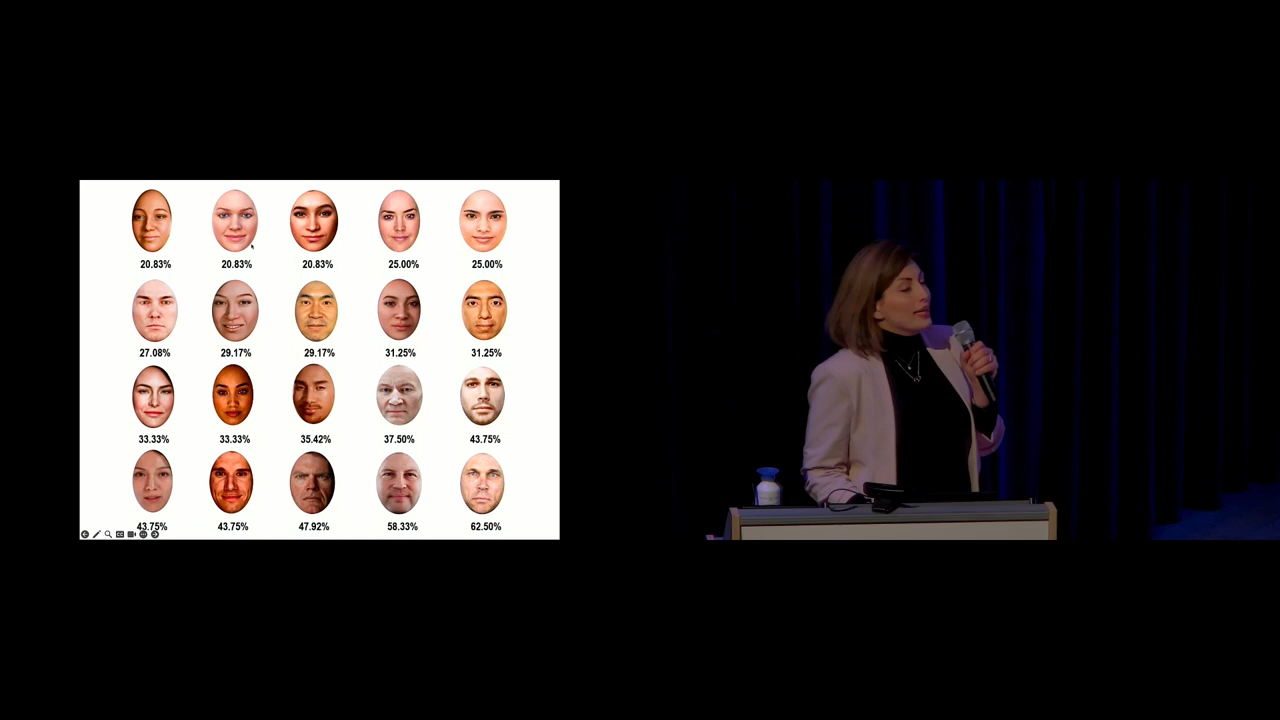 20.83% 20.83% 20.83% 25.00% 25.00%
27.08% 29.17% 29.17% 31.25% 31.25%
33.33% 33.33% 35.42% 37.50% 43.75%
43.75% 43.75% 47.92% 58.33% 62.50%